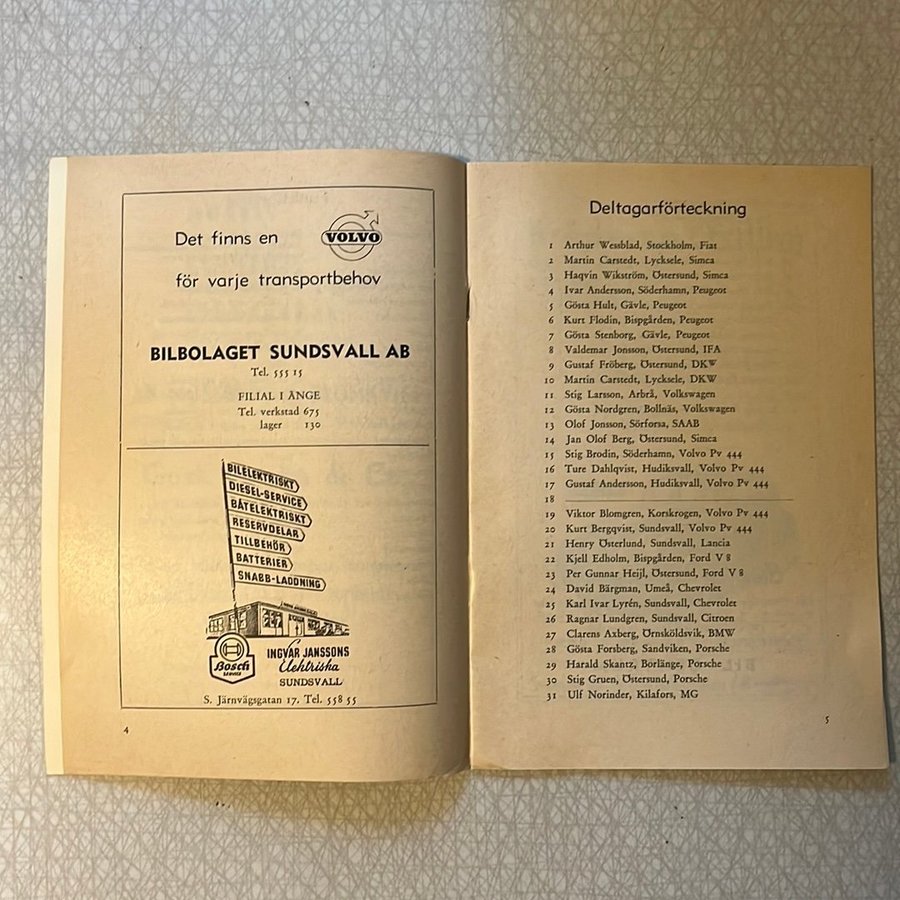 Det finns en VOLVO
för varje transportbehov
BILBOLAGET SUNDSVALL AB
Tel. 555 15
FILIAL I ÅNGE
Tel. verkstad 675
lager 130
BILELEKTRISKT
DIESEL-SERVICE
BÅTELEKTRISKT
RESERVDELAR
TILLBEHÖR
BATTERIER
SNABB-LADDNING
BOSCH
SERVICE
INGVAR JANSSONS
Elektriska
SUNDSVALL
S. Järnvägsgatan 17. Tel. 558 55
4
Deltagarförteckning
1 Arthur Wessblad, Stockholm, Fiat
2 Martin Carstedt, Lycksele, Simca
3 Haqvin Wikström, Östersund, Simca
4 Ivar Andersson, Söderhamn, Peugeot
5 Gösta Hult, Gävle, Peugeot
6 Kurt Flodin, Bispgården, Peugeot
7 Gösta Stenborg, Gävle, Peugeot
8 Valdemar Jonsson, Östersund, IFA
9 Gustaf Fröberg, Östersund, DKW
10 Martin Carstedt, Lycksele, DKW
11 Stig Larsson, Arbrå, Volkswagen
12 Gösta Nordgren, Bollnäs, Volkswagen
13 Olof Jonsson, Sörforsa, SAAB
14 Jan Olof Berg, Östersund, Simca
15 Stig Brodin, Söderhamn, Volvo Pv 444
16 Ture Dahlqvist, Hudiksvall, Volvo Pv 444
17 Gustaf Andersson, Hudiksvall, Volvo Pv 444
18
19 Viktor Blomgren, Korskrogen, Volvo Pv 444
20 Kurt Bergqvist, Sundsvall, Volvo Pv 444
21 Henry Österlund, Sundsvall, Lancia
22 Kjell Edholm, Bispgården, Ford V 8
23 Per Gunnar Heijl, Östersund, Ford V 8
24 David Bärgman, Umeå, Chevrolet
25 Karl Ivar Lyrén, Sundsvall, Chevrolet
26 Ragnar Lundgren, Sundsvall, Citroen
27 Clarens Axberg, Örnsköldsvik, BMW
28 Gösta Forsberg, Sandviken, Porsche
29 Harald Skantz, Borlänge, Porsche
30 Stig Gruen, Östersund, Porsche
31 Ulf Norinder, Kilafors, MG
5